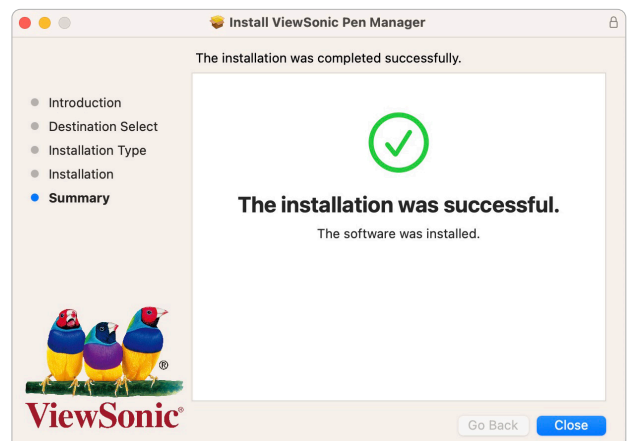 Install ViewSonic Pen Manager
The installation was completed successfully.
Introduction
Destination Select
Installation Type
Installation
Summary
The installation was successful.
The software was installed.
®
ViewSonic®
Go Back
Close